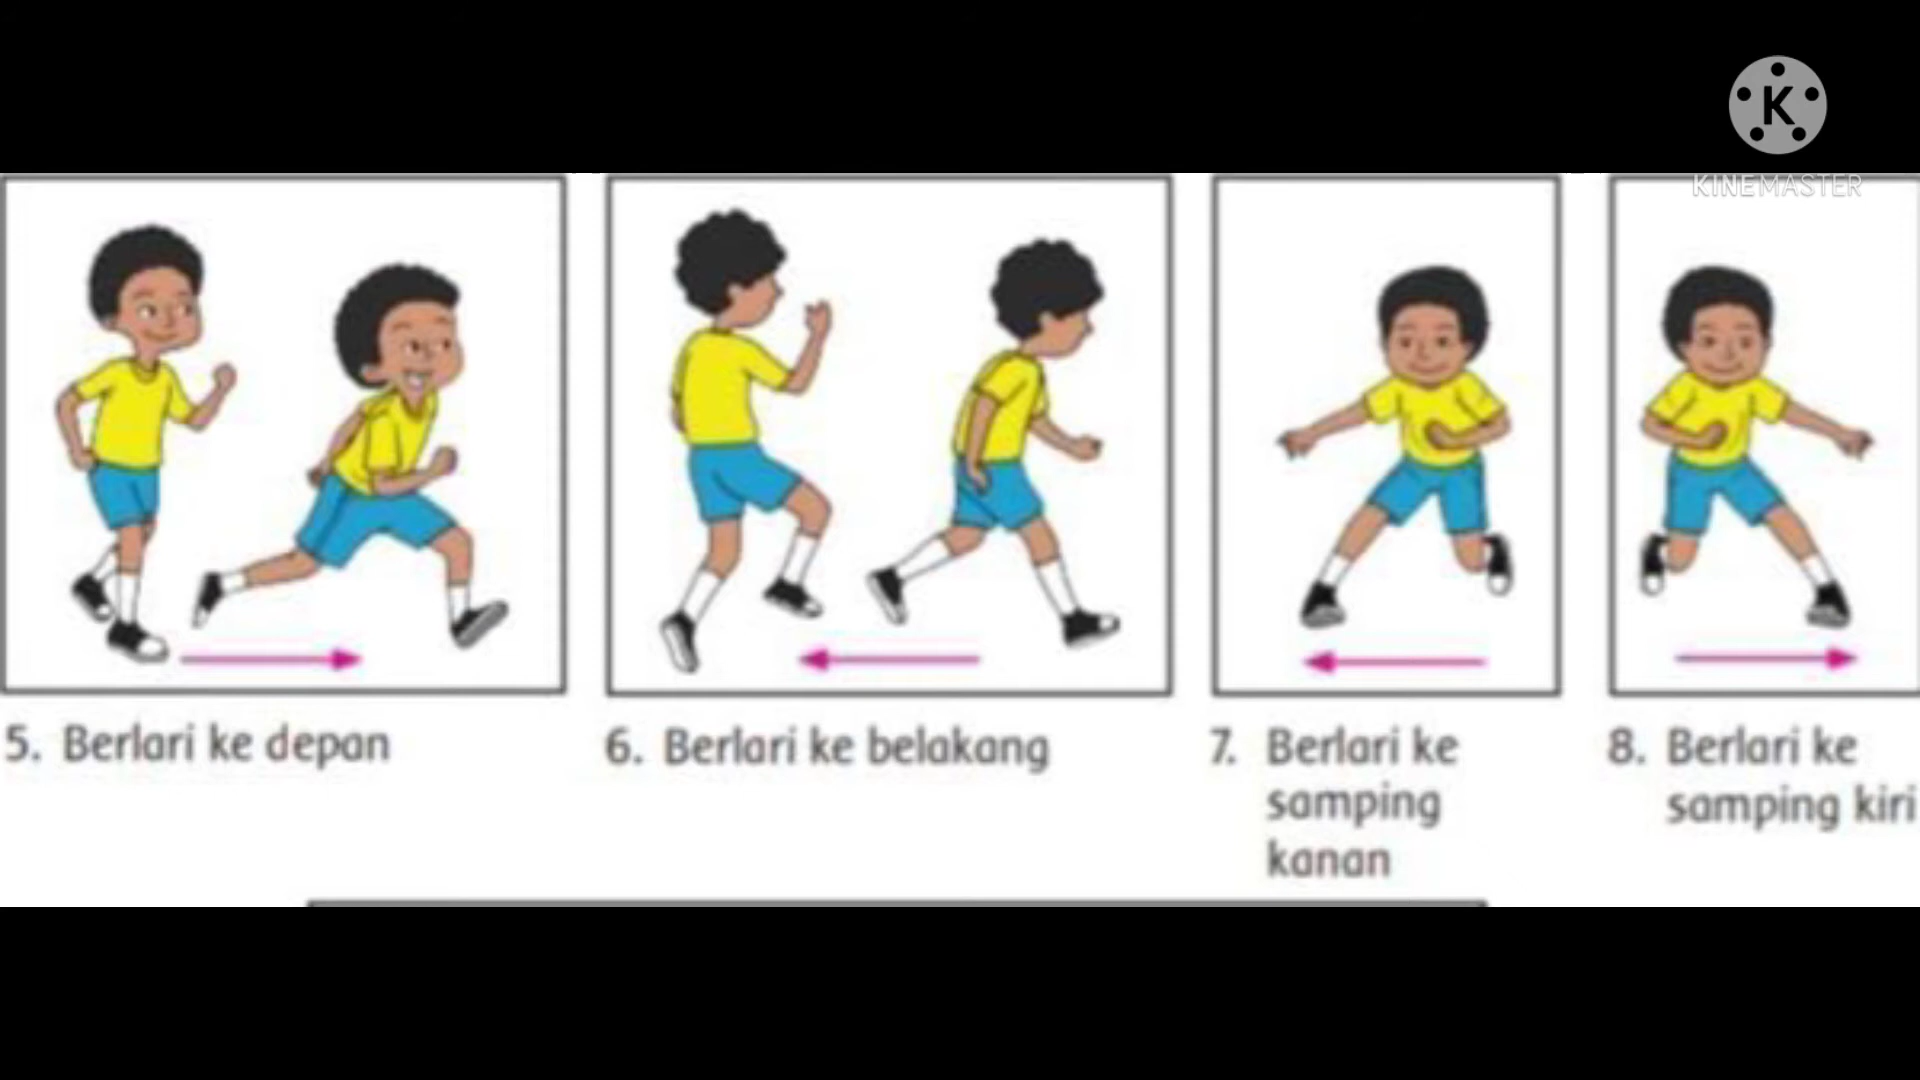 K
KINEMASTER
5. Berlari ke depan
6. Berlari ke belakang
7. Berlari ke
samping
kanan
8. Berlari ke
samping kiri